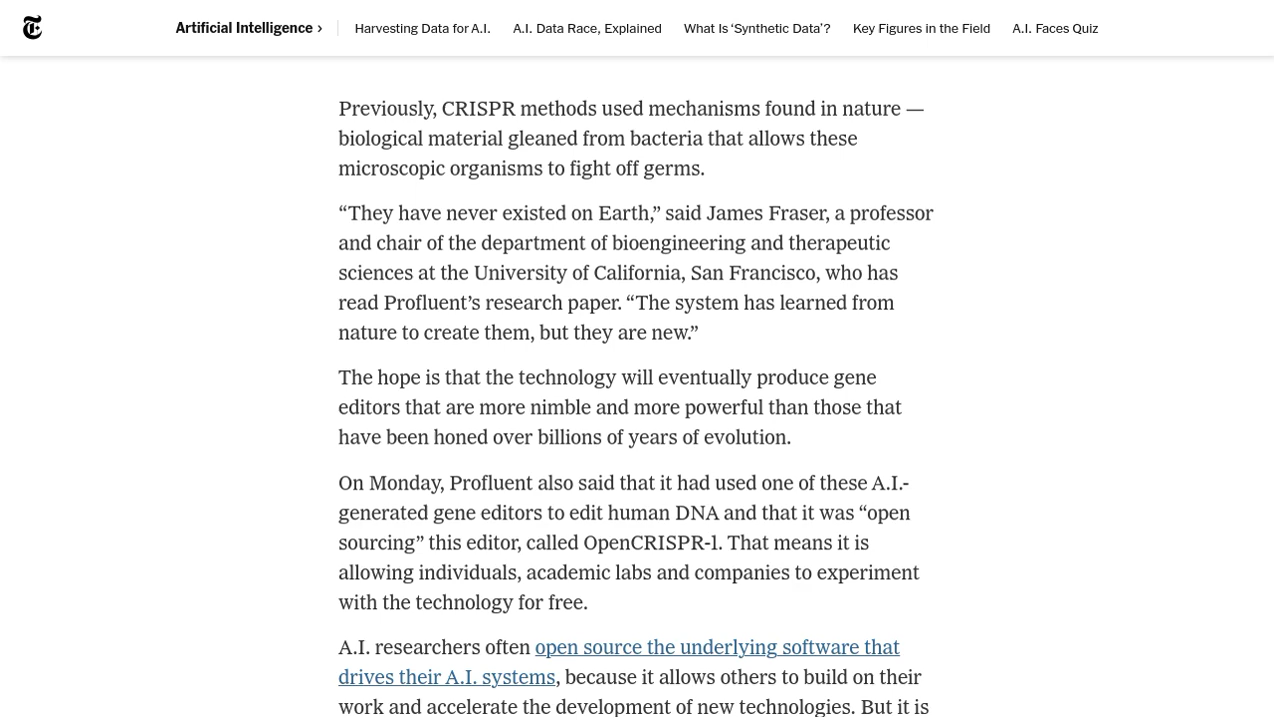 Artificial Intelligence › Harvesting Data for A.I. A.I. Data Race, Explained What Is ‘Synthetic Data’? Key Figures in the Field A.I. Faces Quiz
Previously, CRISPR methods used mechanisms found in nature —
biological material gleaned from bacteria that allows these
microscopic organisms to fight off germs.
“They have never existed on Earth,” said James Fraser, a professor
and chair of the department of bioengineering and therapeutic
sciences at the University of California, San Francisco, who has
read Profluent’s research paper. “The system has learned from
nature to create them, but they are new.”
The hope is that the technology will eventually produce gene
editors that are more nimble and more powerful than those that
have been honed over billions of years of evolution.
On Monday, Profluent also said that it had used one of these A.I.-
generated gene editors to edit human DNA and that it was “open
sourcing” this editor, called OpenCRISPR-1. That means it is
allowing individuals, academic labs and companies to experiment
with the technology for free.
A.I. researchers often open source the underlying software that
drives their A.I. systems, because it allows others to build on their
work and accelerate the development of new technologies. But it is